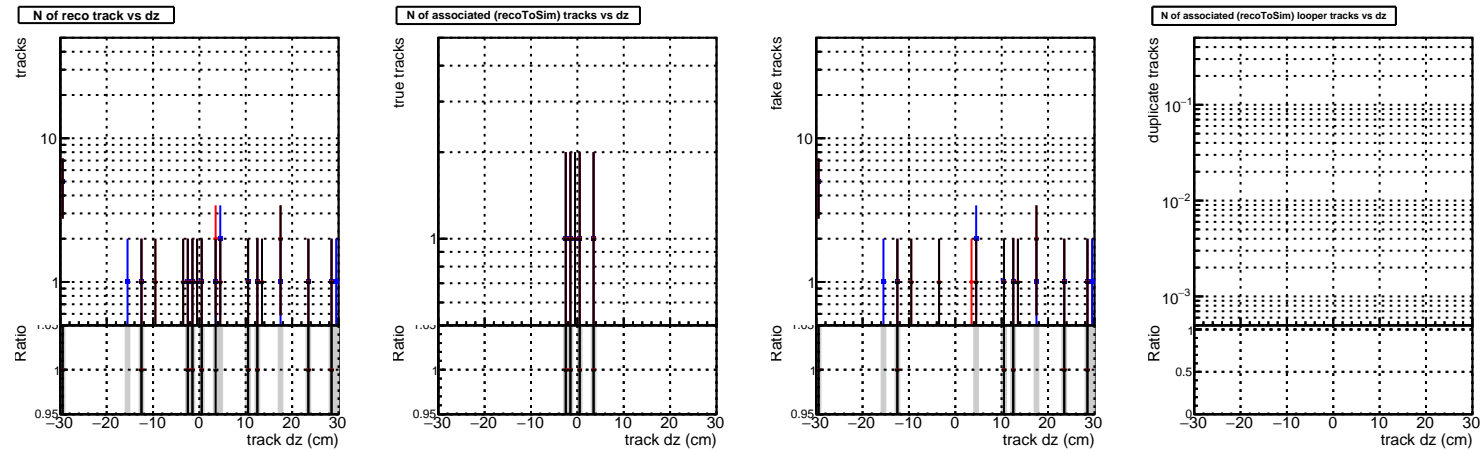 N of reco track vs dz
tracks
10
1
1.05
Ratio
1
0.95
−30 −20 −10 0 10 20 30
track dz (cm)
N of associated (recoToSim) tracks vs dz
true tracks
1
Ratio
1
0.95
−30 −20 −10 0 10 20 30
track dz (cm)
fake tracks
10
1
1.05
Ratio
1
0.95
−30 −20 −10 0 10 20 30
track dz (cm)
N of associated (recoToSim) looper tracks vs dz
duplicate tracks
10−1
10−2
10−3
Ratio
1
0.5
0
−30 −20 −10 0 10 20 30
track dz (cm)